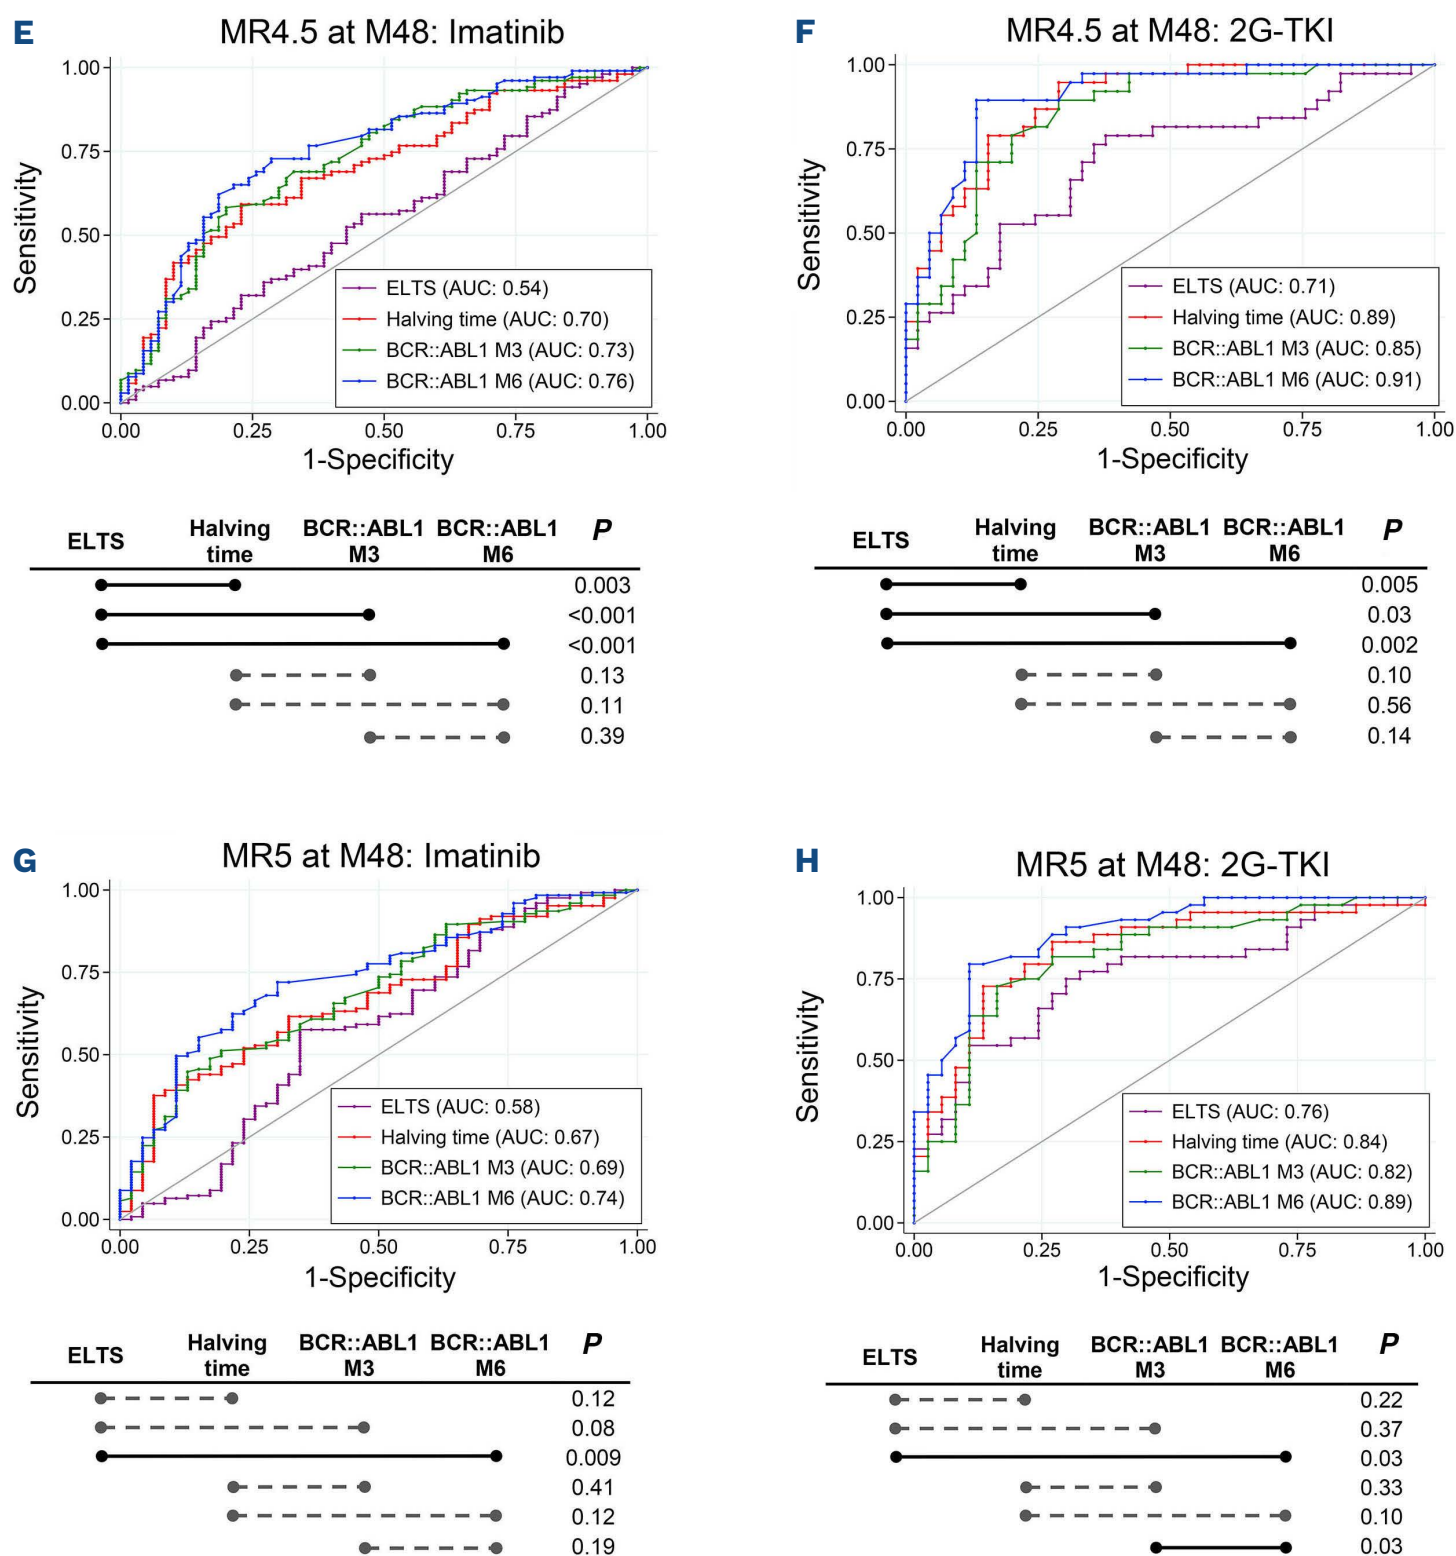 E
MR4.5 at M48: Imatinib
1.00
0.75
0.50
0.25
0.00
Sensitivity
ELTS (AUC: 0.54)
Halving time (AUC: 0.70)
BCR::ABL1 M3 (AUC: 0.73)
BCR::ABL1 M6 (AUC: 0.76)
0.00 0.25 0.50 0.75 1.00
1-Specificity
ELTS Halving time BCR::ABL1 M3 BCR::ABL1 M6 P
0.003
<0.001
<0.001
0.13
0.11
0.39
F
MR4.5 at M48: 2G-TKI
1.00
0.75
0.50
0.25
0.00
Sensitivity
ELTS (AUC: 0.71)
Halving time (AUC: 0.89)
BCR::ABL1 M3 (AUC: 0.85)
BCR::ABL1 M6 (AUC: 0.91)
0.00 0.25 0.50 0.75 1.00
1-Specificity
ELTS Halving time BCR::ABL1 M3 BCR::ABL1 M6 P
0.005
0.03
0.002
0.10
0.56
0.14
G
MR5 at M48: Imatinib
1.00
0.75
0.50
0.25
0.00
Sensitivity
ELTS (AUC: 0.58)
Halving time (AUC: 0.67)
BCR::ABL1 M3 (AUC: 0.69)
BCR::ABL1 M6 (AUC: 0.74)
0.00 0.25 0.50 0.75 1.00
1-Specificity
ELTS Halving time BCR::ABL1 M3 BCR::ABL1 M6 P
0.12
0.08
0.009
0.41
0.12
0.19
H
MR5 at M48: 2G-TKI
1.00
0.75
0.50
0.25
0.00
Sensitivity
ELTS (AUC: 0.76)
Halving time (AUC: 0.84)
BCR::ABL1 M3 (AUC: 0.82)
BCR::ABL1 M6 (AUC: 0.89)
0.00 0.25 0.50 0.75 1.00
1-Specificity
ELTS Halving time BCR::ABL1 M3 BCR::ABL1 M6 P
0.22
0.37
0.03
0.33
0.10
0.03